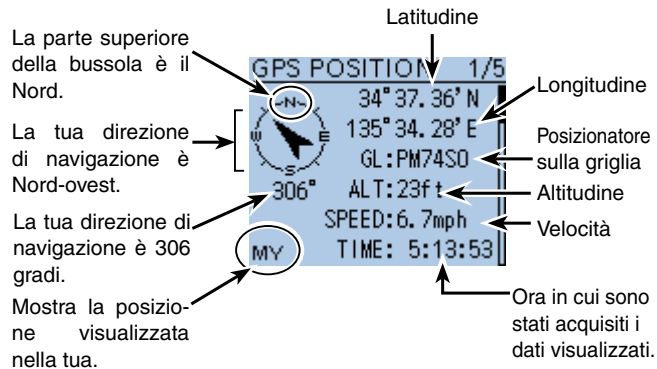 Latitudine
La parte superiore
della bussola è il
Nord.
La tua direzione
di navigazione è
Nord-ovest.
La tua direzione di
navigazione è 306
gradi.
Mostra la posizio-
ne visualizzata
nella tua.
GPS POSITION 1/5
N
W
E
S
34°37.36'N
135°34.28'E
GL:PM74SO
306°
ALT:23ft
SPEED:6.7mph
MY
TIME: 5:13:53
Longitudine
Posizionatore
sulla griglia
Altitudine
Velocità
Ora in cui sono
stati acquisiti i
dati visualizzati.